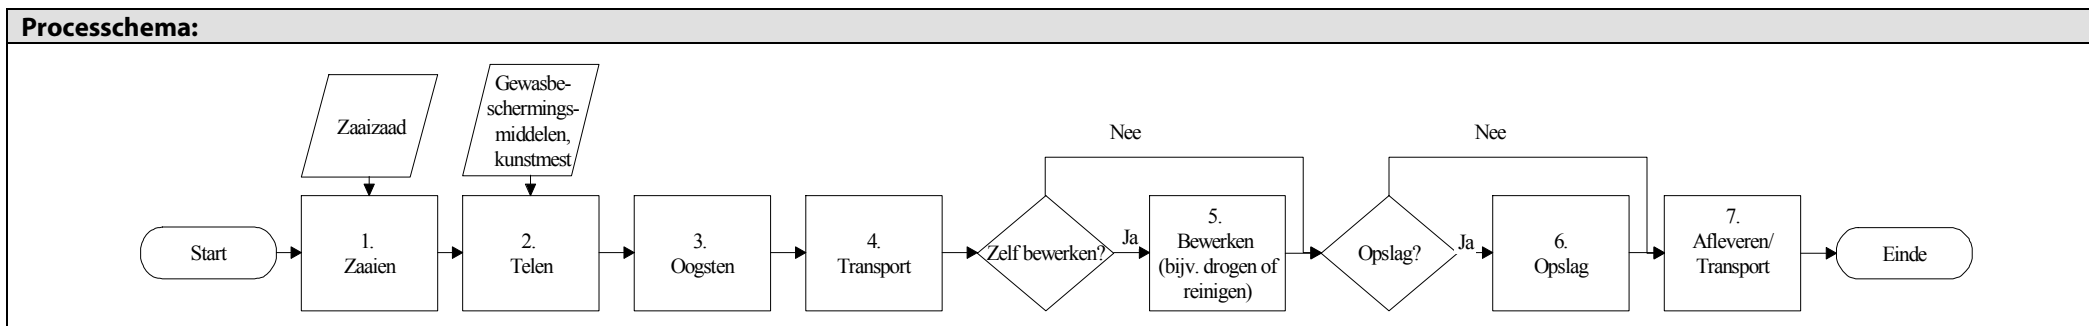 Processchema:
Zaaizaad
Gewasbe-
schermings-
middelen,
kunstmest
Nee
Nee
Start
1.
Zaaien
2.
Telen
3.
Oogsten
4.
Transport
Zelf bewerken?
Ja
5.
Bewerken
(bijv. drogen of
reinigen)
Opslag?
Ja
6.
Opslag
7.
Afleveren/
Transport
Einde